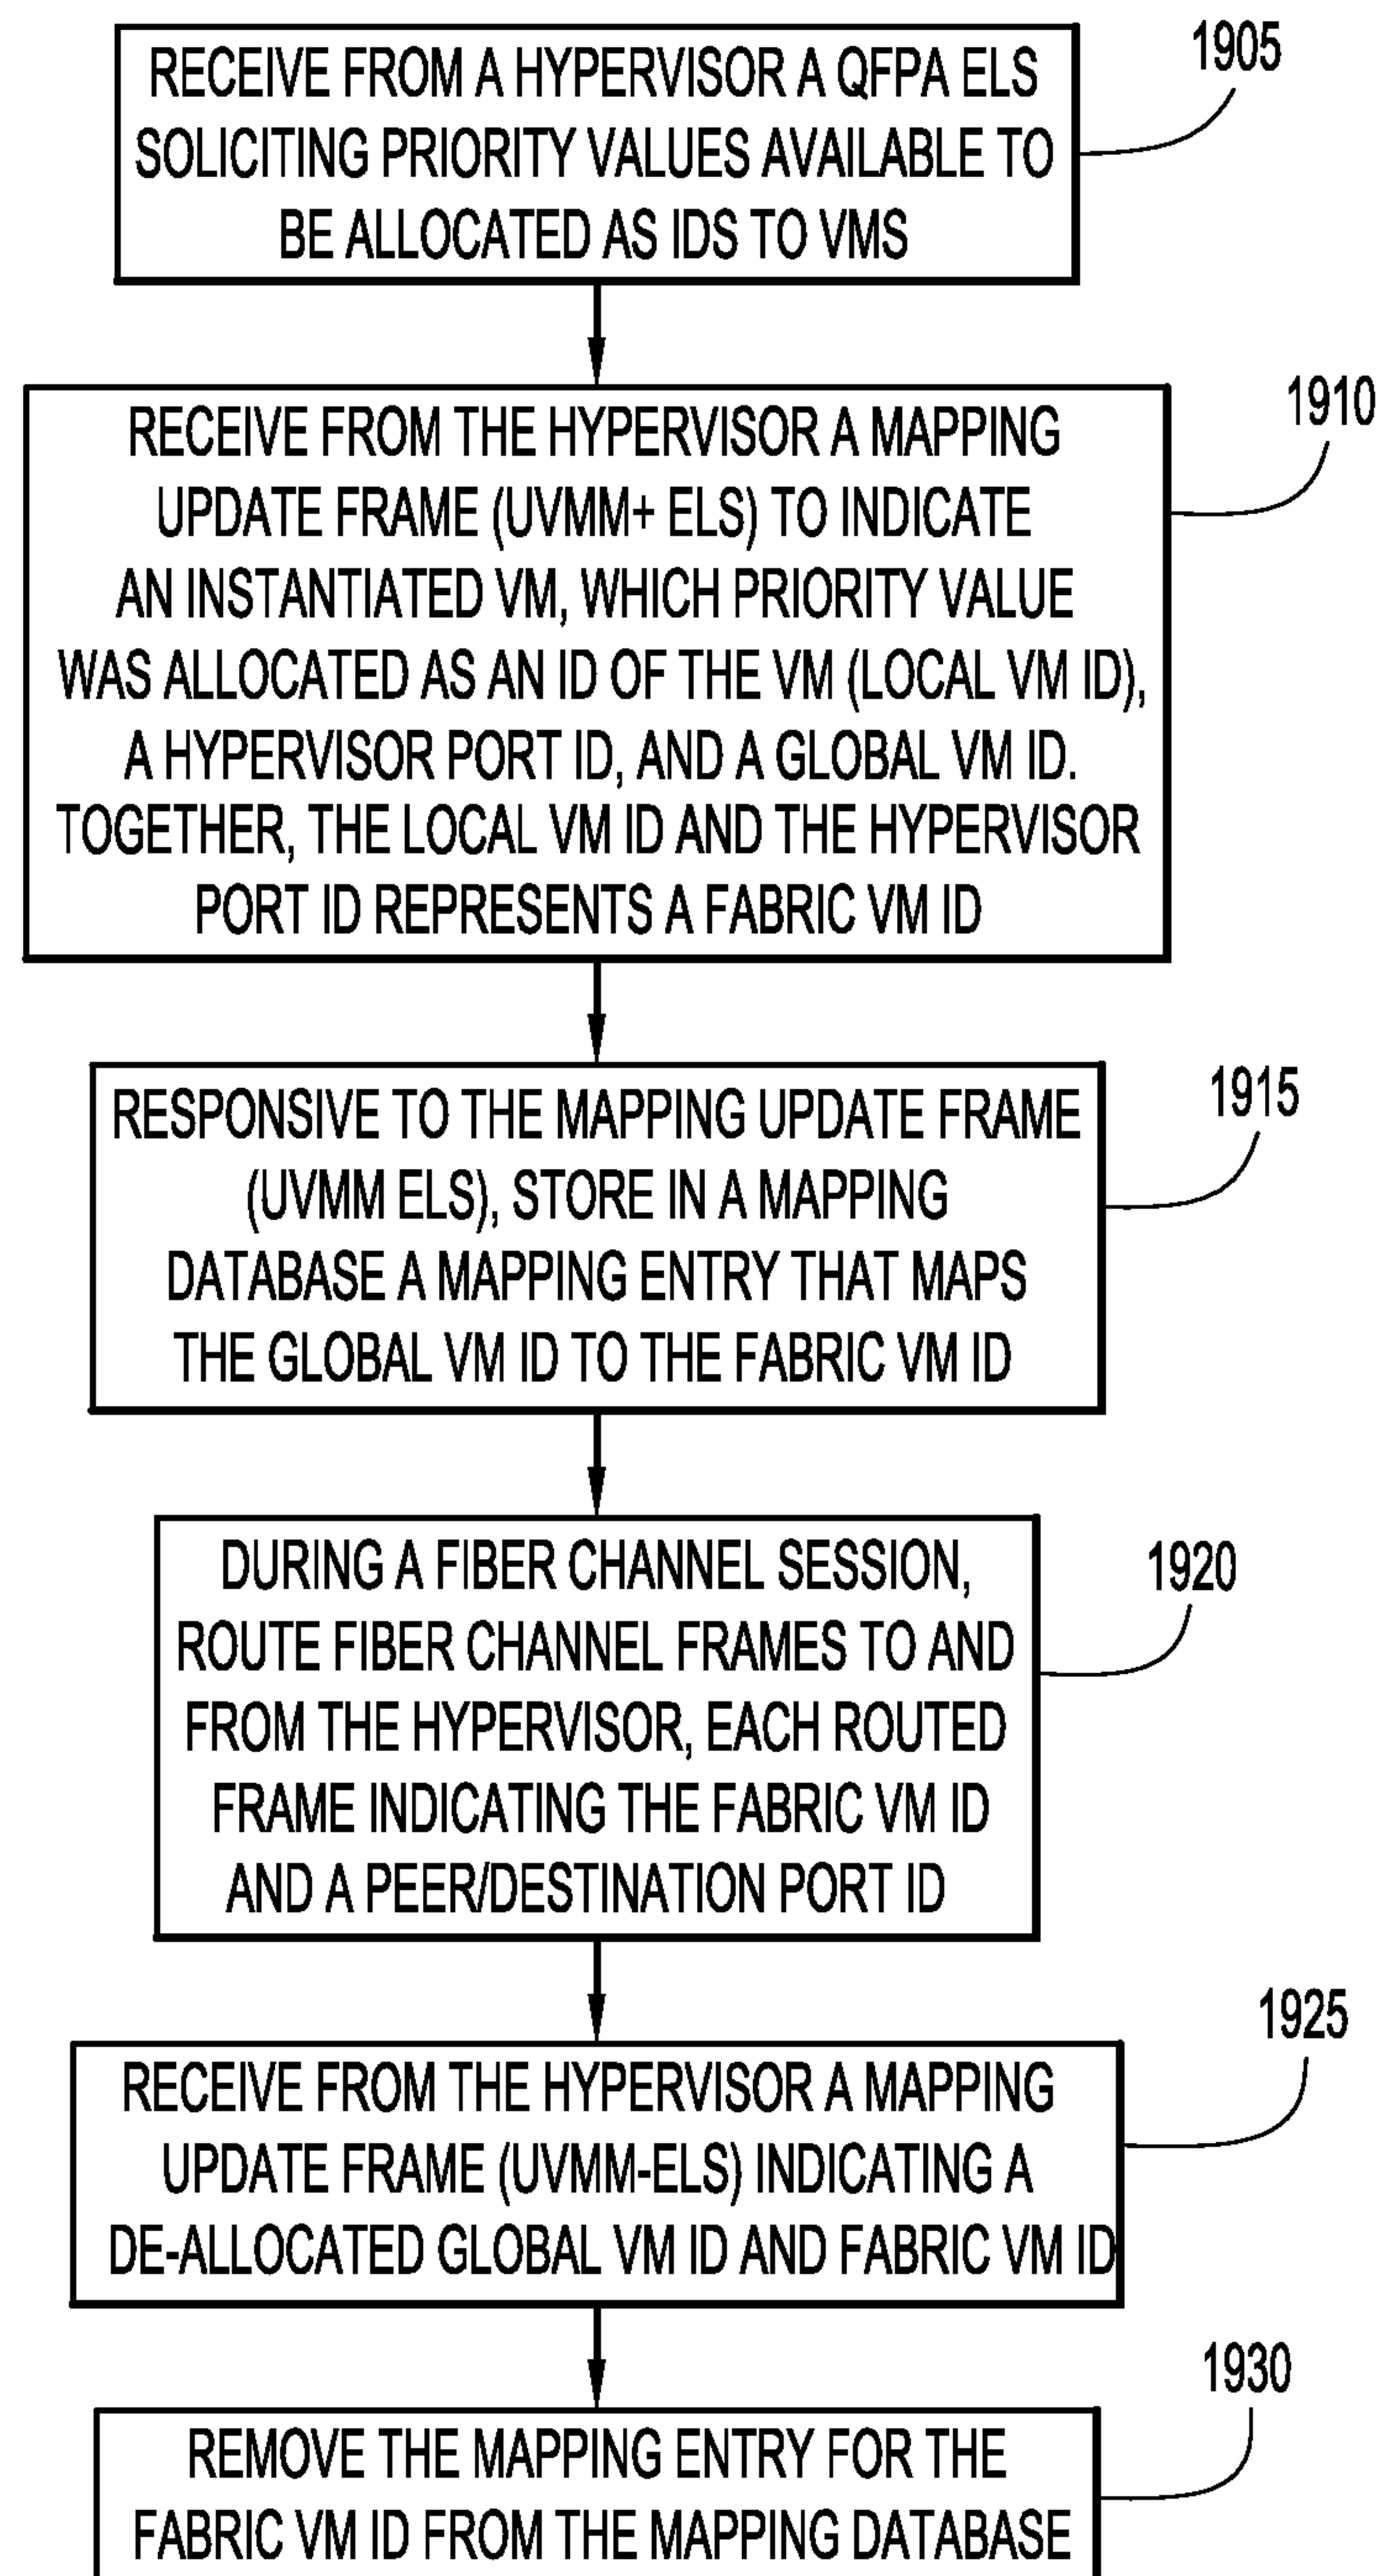 RECEIVE FROM A HYPERVISOR A QFPA ELS
SOLICITING PRIORITY VALUES AVAILABLE TO
BE ALLOCATED AS IDS TO VMS
1905
RECEIVE FROM THE HYPERVISOR A MAPPING
UPDATE FRAME (UVMM+ ELS) TO INDICATE
AN INSTANTIATED VM, WHICH PRIORITY VALUE
WAS ALLOCATED AS AN ID OF THE VM (LOCAL VM ID),
A HYPERVISOR PORT ID, AND A GLOBAL VM ID.
TOGETHER, THE LOCAL VM ID AND THE HYPERVISOR
PORT ID REPRESENTS A FABRIC VM ID
1910
RESPONSIVE TO THE MAPPING UPDATE FRAME
(UVMM ELS), STORE IN A MAPPING
DATABASE A MAPPING ENTRY THAT MAPS
THE GLOBAL VM ID TO THE FABRIC VM ID
1915
DURING A FIBER CHANNEL SESSION,
ROUTE FIBER CHANNEL FRAMES TO AND
FROM THE HYPERVISOR, EACH ROUTED
FRAME INDICATING THE FABRIC VM ID
AND A PEER/DESTINATION PORT ID
1920
RECEIVE FROM THE HYPERVISOR A MAPPING
UPDATE FRAME (UVMM-ELS) INDICATING A
DE-ALLOCATED GLOBAL VM ID AND FABRIC VM ID
1925
REMOVE THE MAPPING ENTRY FOR THE
FABRIC VM ID FROM THE MAPPING DATABASE
1930